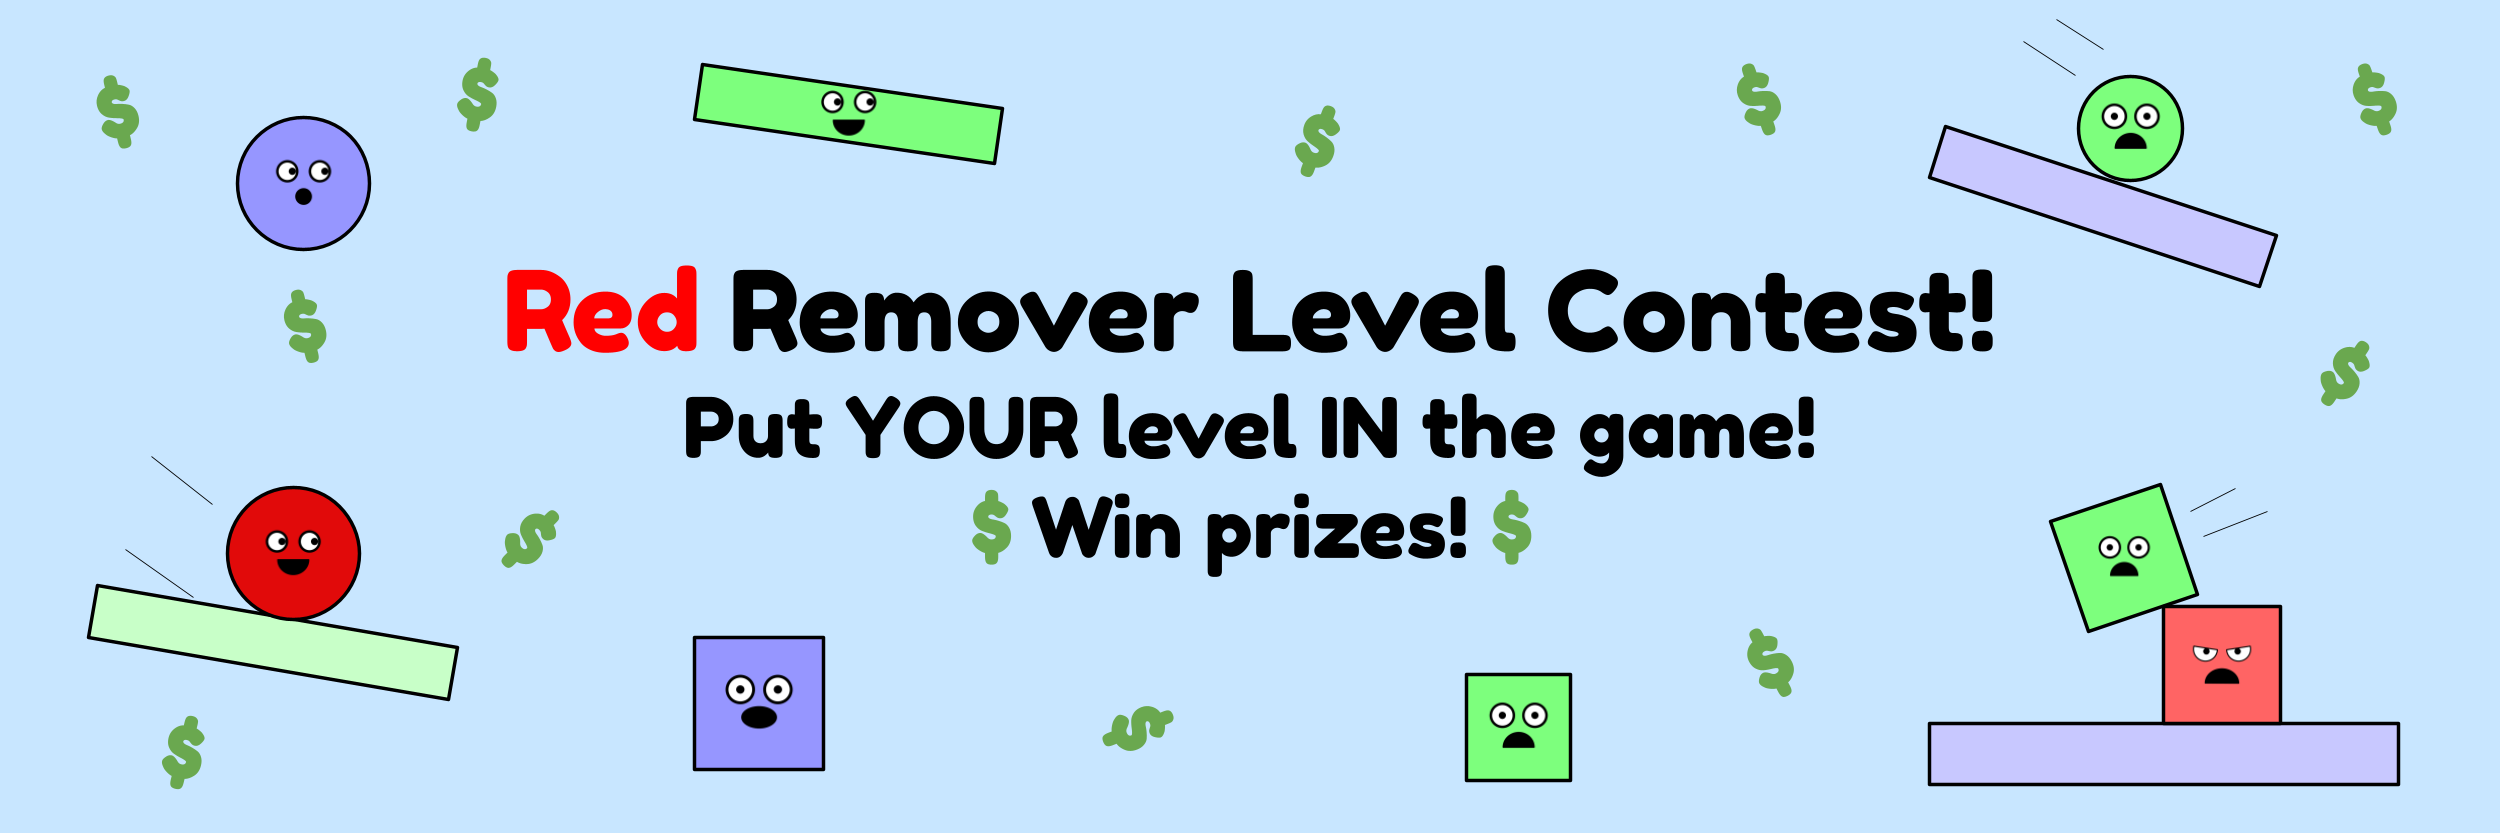 Red Remover Level Contest!
Put YOUR level IN the game!
$ Win prizes! $